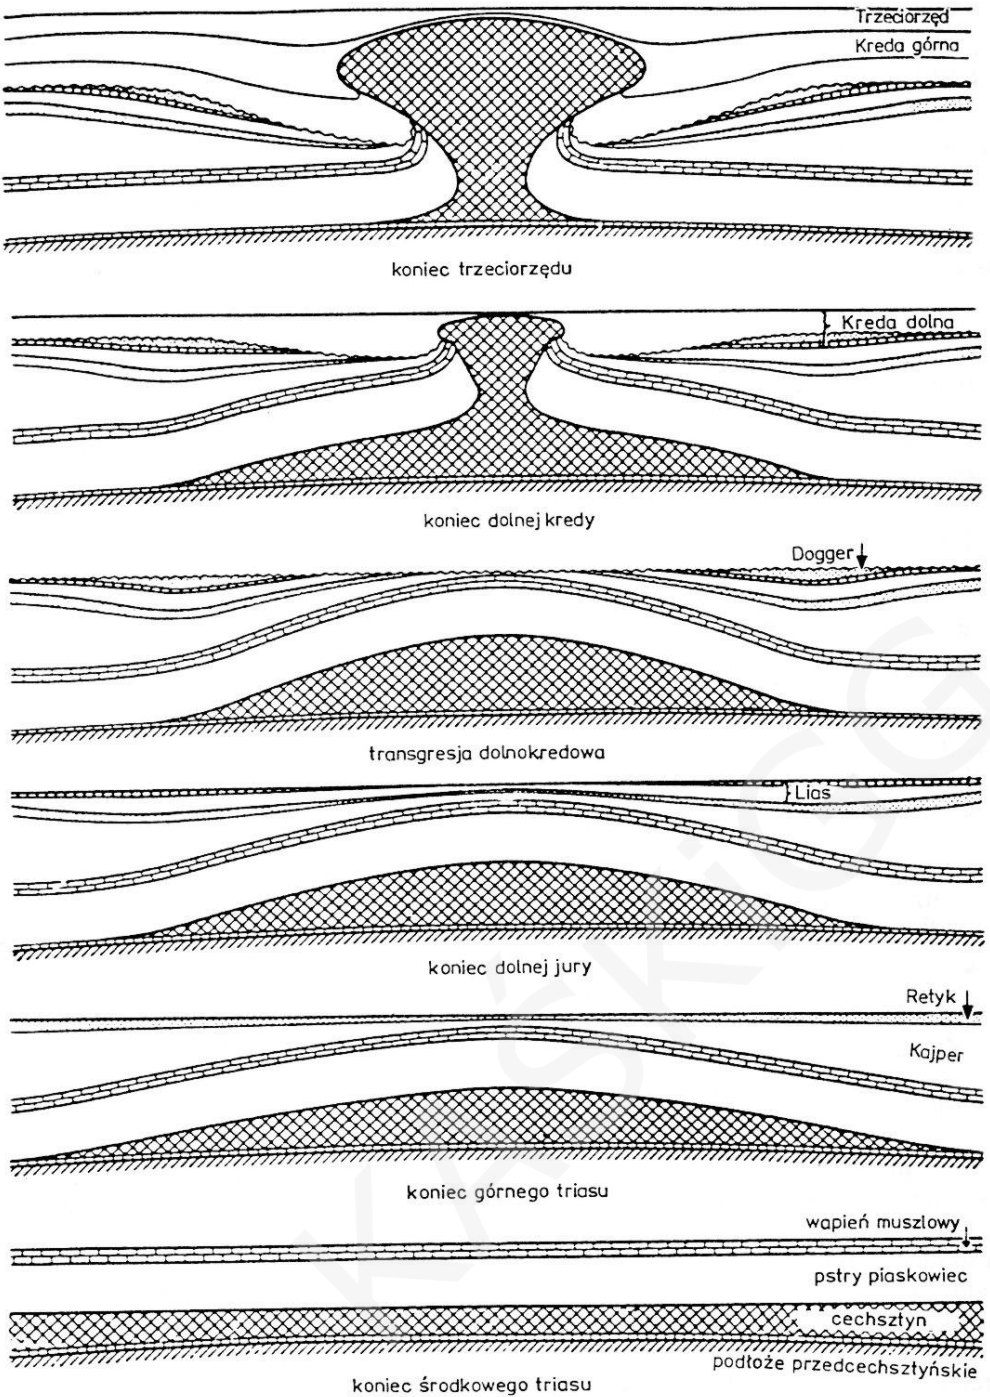 Trzeciorzęd
Kreda górna
koniec trzeciorzędu
Kreda dolna
koniec dolnej kredy
Dogger
transgresja dolnokredowa
Lias
koniec dolnej jury
Retyk
Kajper
koniec górnego triasu
wapień muszlowy
pstry piaskowiec
cechsztyn
podłoże przedcechsztyńskie
koniec środkowego triasu
KAŚKiGG